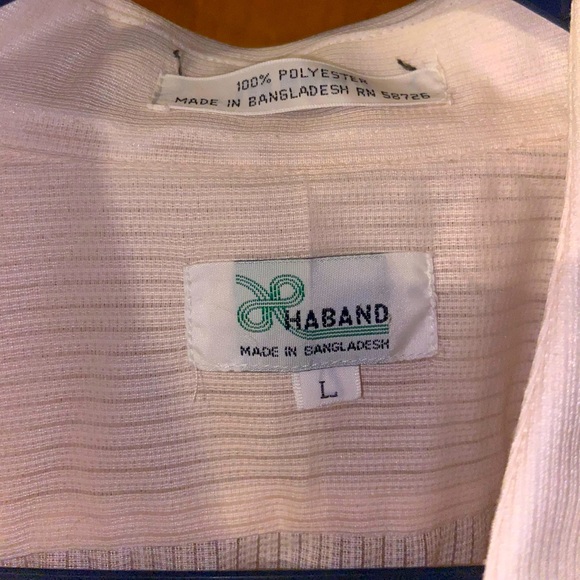 100% POLYESTER
MADE IN BANGLADESH RN 58726
HABAND
MADE IN BANGLADESH
L